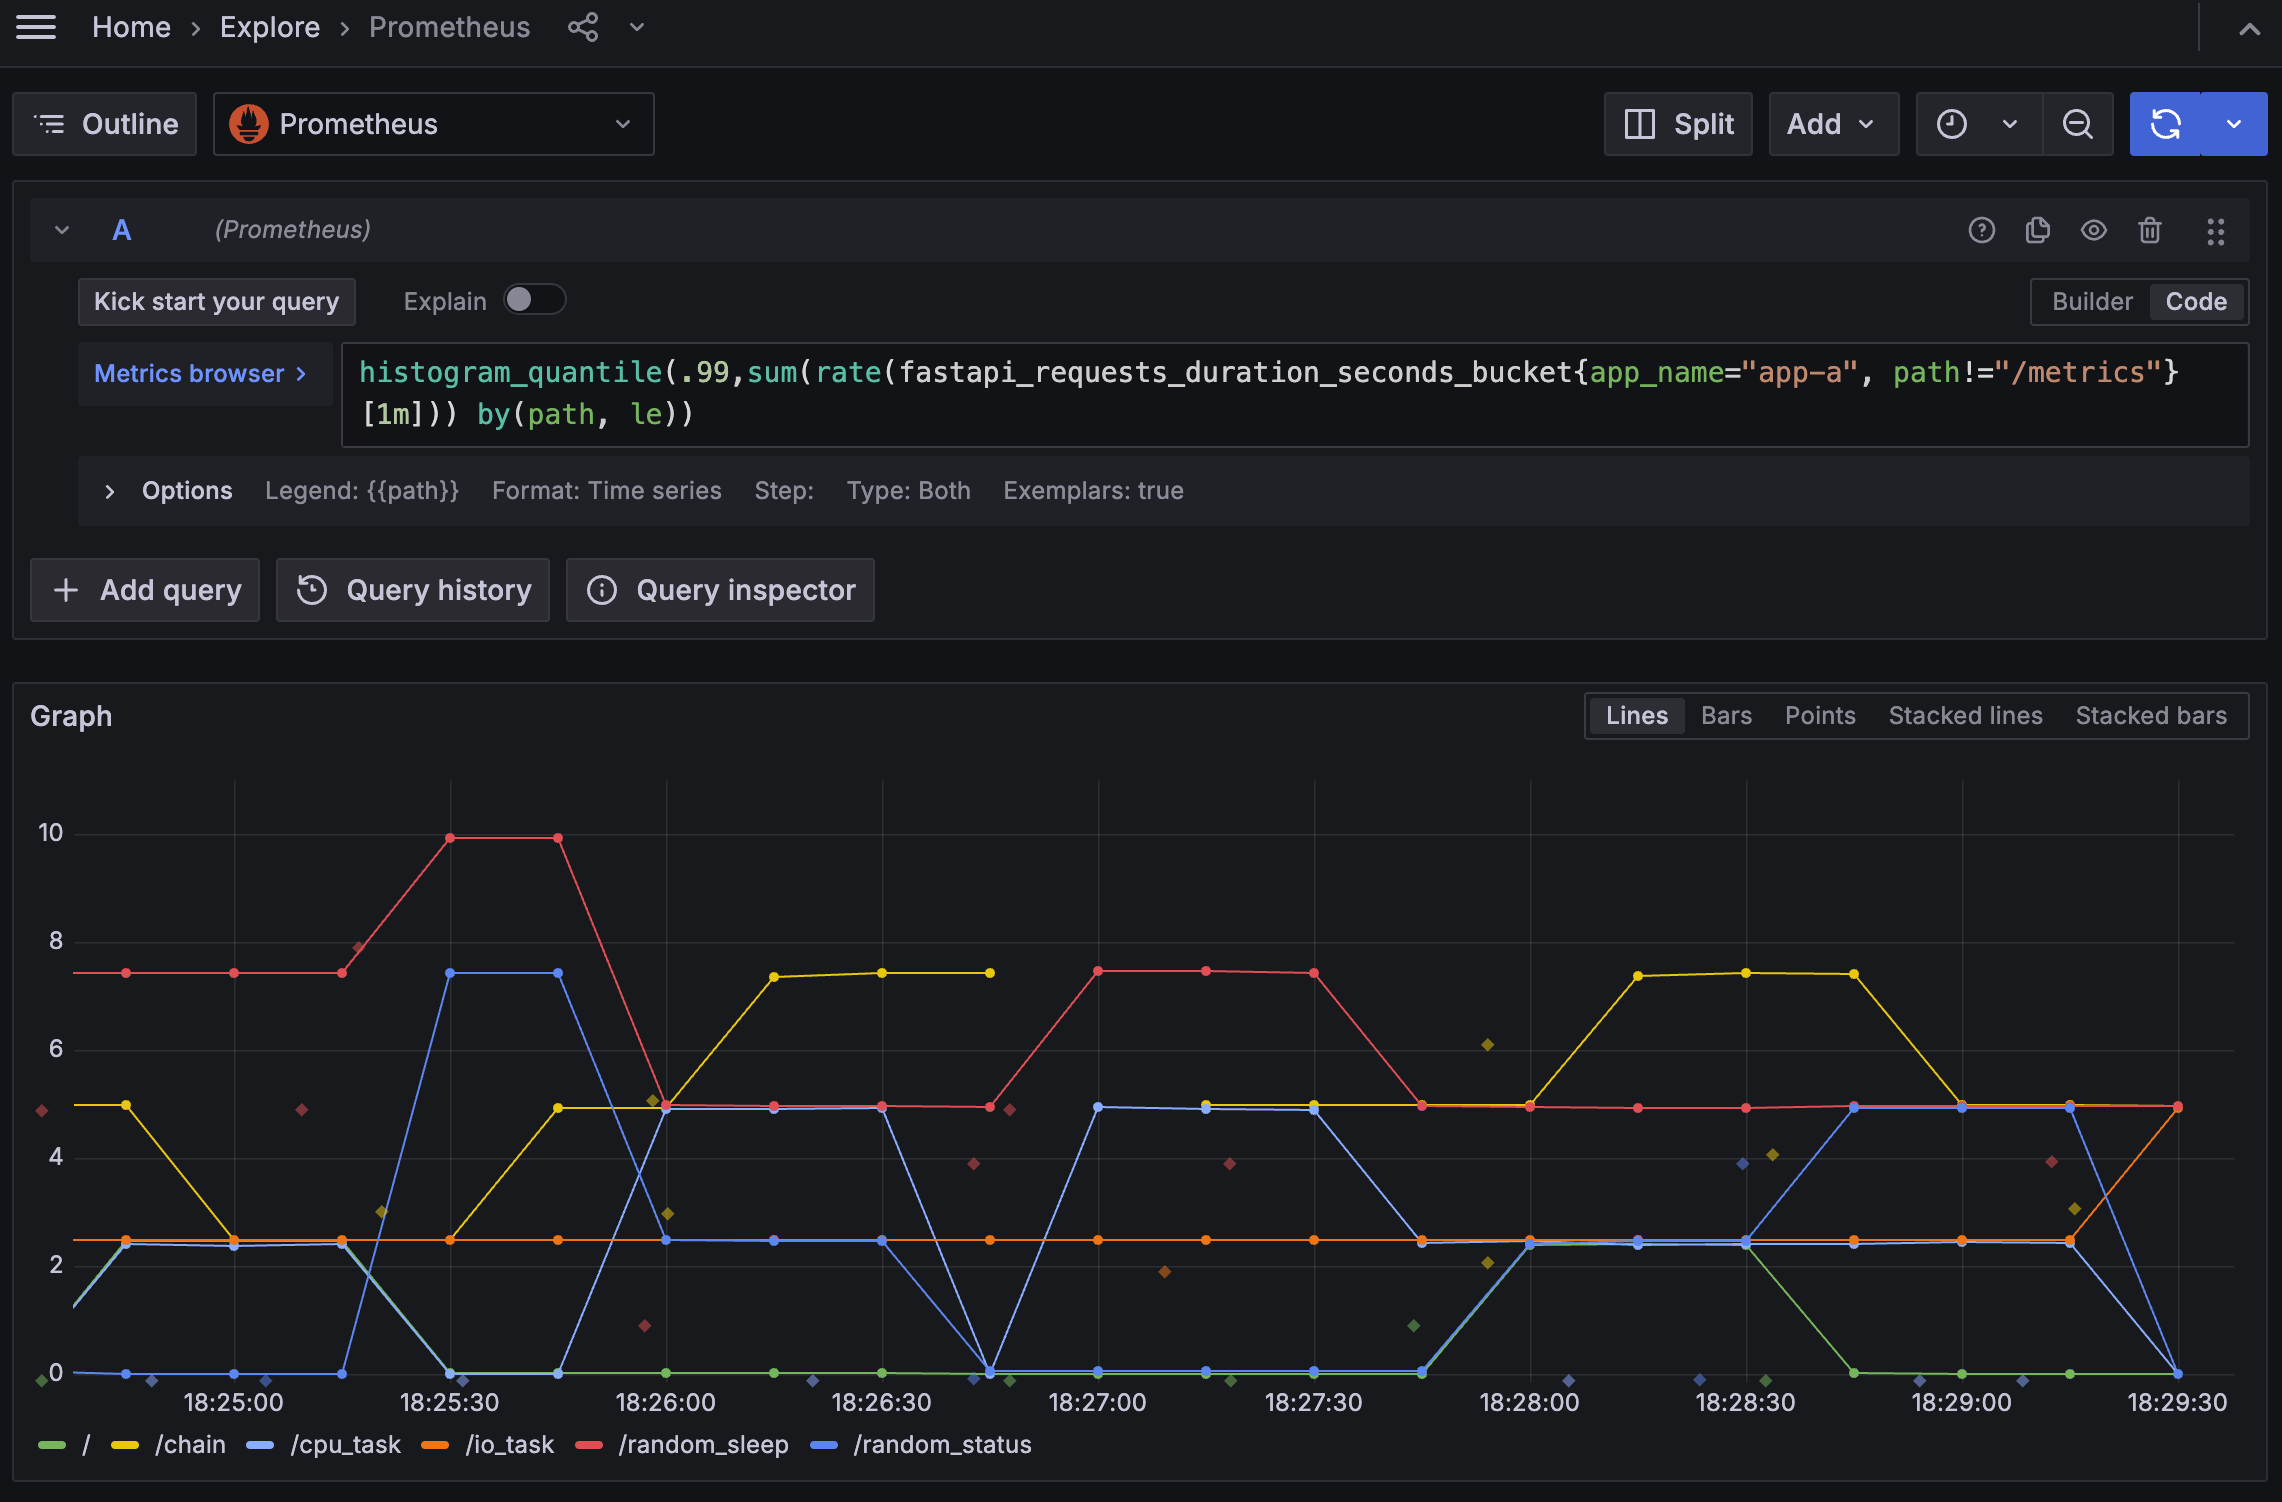 Home › Explore › Prometheus
Outline Prometheus Split Add
A (Prometheus)
Kick start your query Explain Builder Code
Metrics browser › histogram_quantile(.99,sum(rate(fastapi_requests_duration_seconds_bucket{app_name="app-a", path!="/metrics"}
[1m])) by(path, le))
Options Legend: {{path}} Format: Time series Step: Type: Both Exemplars: true
Add query Query history Query inspector
Graph Lines Bars Points Stacked lines Stacked bars
10
8
6
4
2
0
18:25:00 18:25:30 18:26:00 18:26:30 18:27:00 18:27:30 18:28:00 18:28:30 18:29:00 18:29:30
/ /chain /cpu_task /io_task /random_sleep /random_status